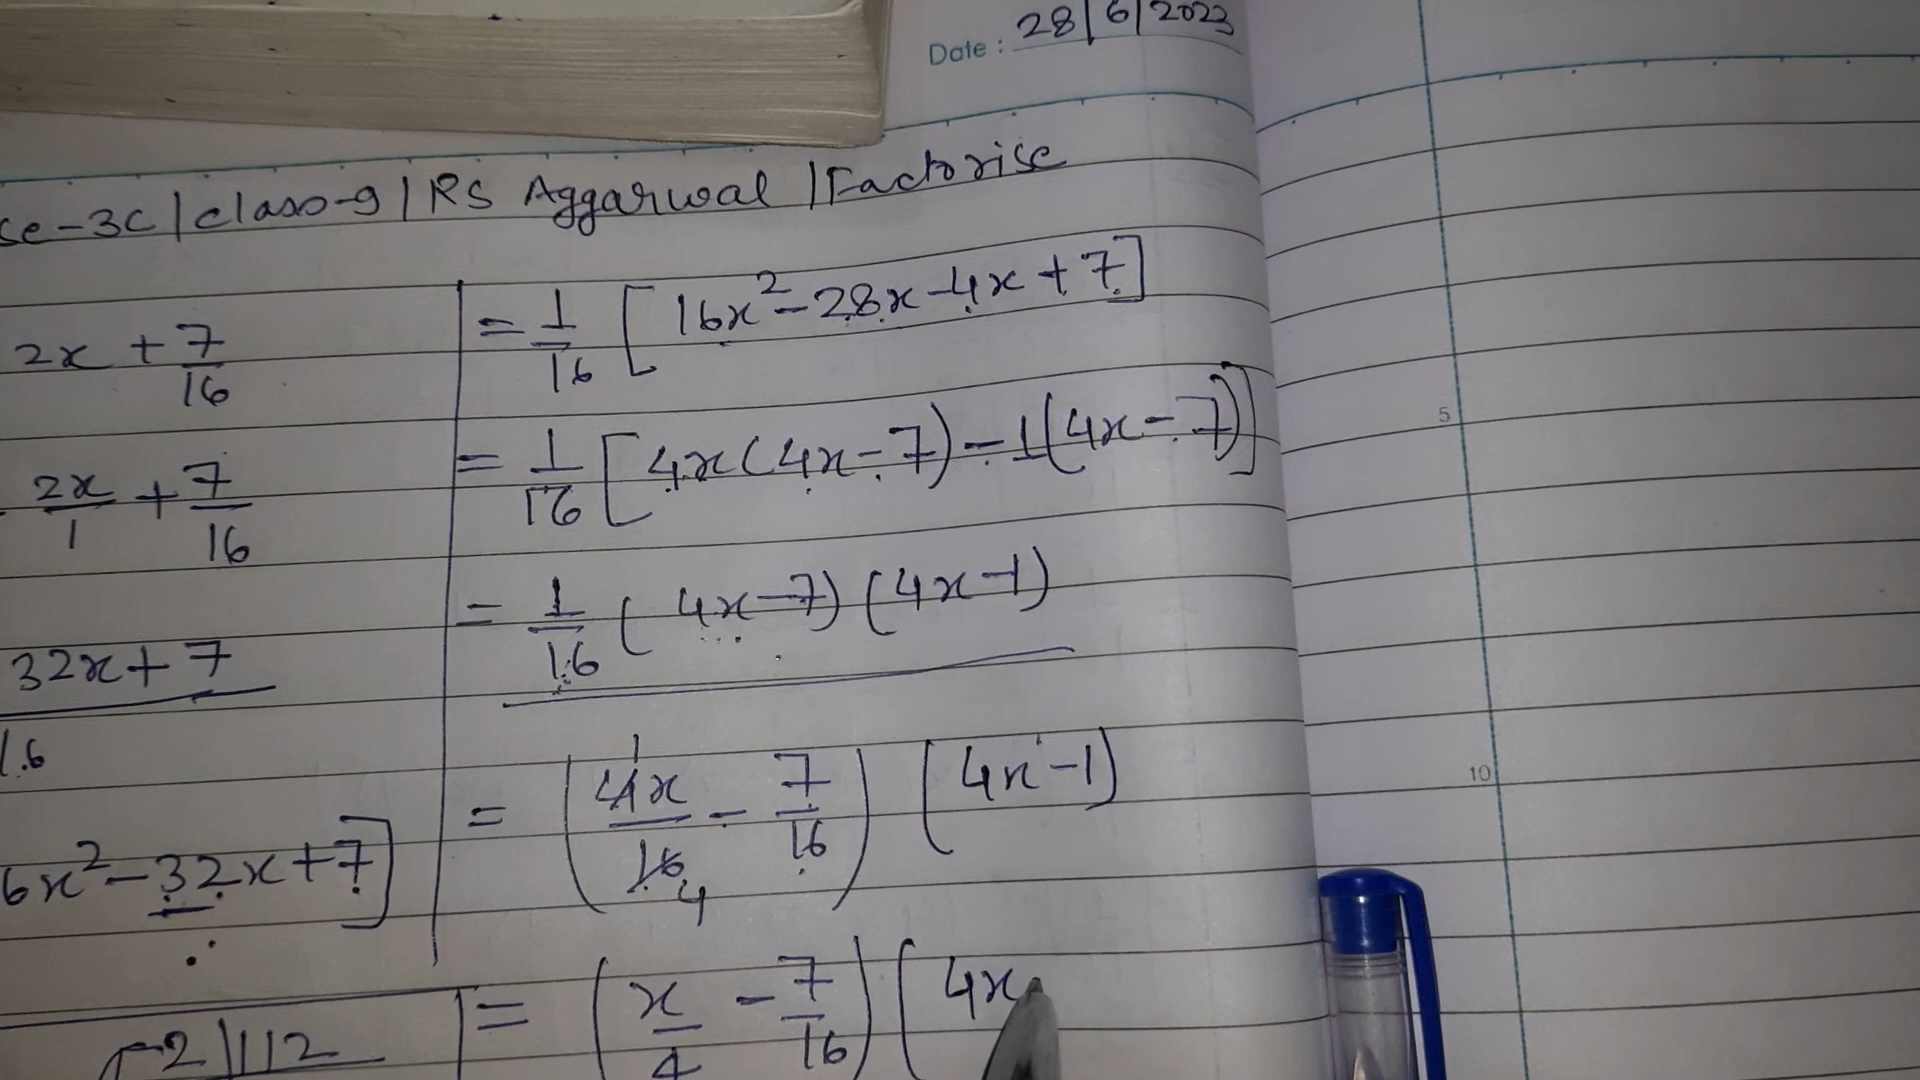 Date : 28/6/2023
se-3C | class-9 | RS Aggarwal | Factorise
2x + 7/16
2x/1 + 7/16
32x + 7
16
6x² - 32x + 7]
2 | 112
= 1/16 [16x² - 28x - 4x + 7]
= 1/16 [4x(4x - 7) - 1(4x - 7)]
= 1/16 (4x - 7) (4x - 1)
= (4x/16 - 7/16) (4x - 1)
1
4
= (x/4 - 7/16) (4x
5
10